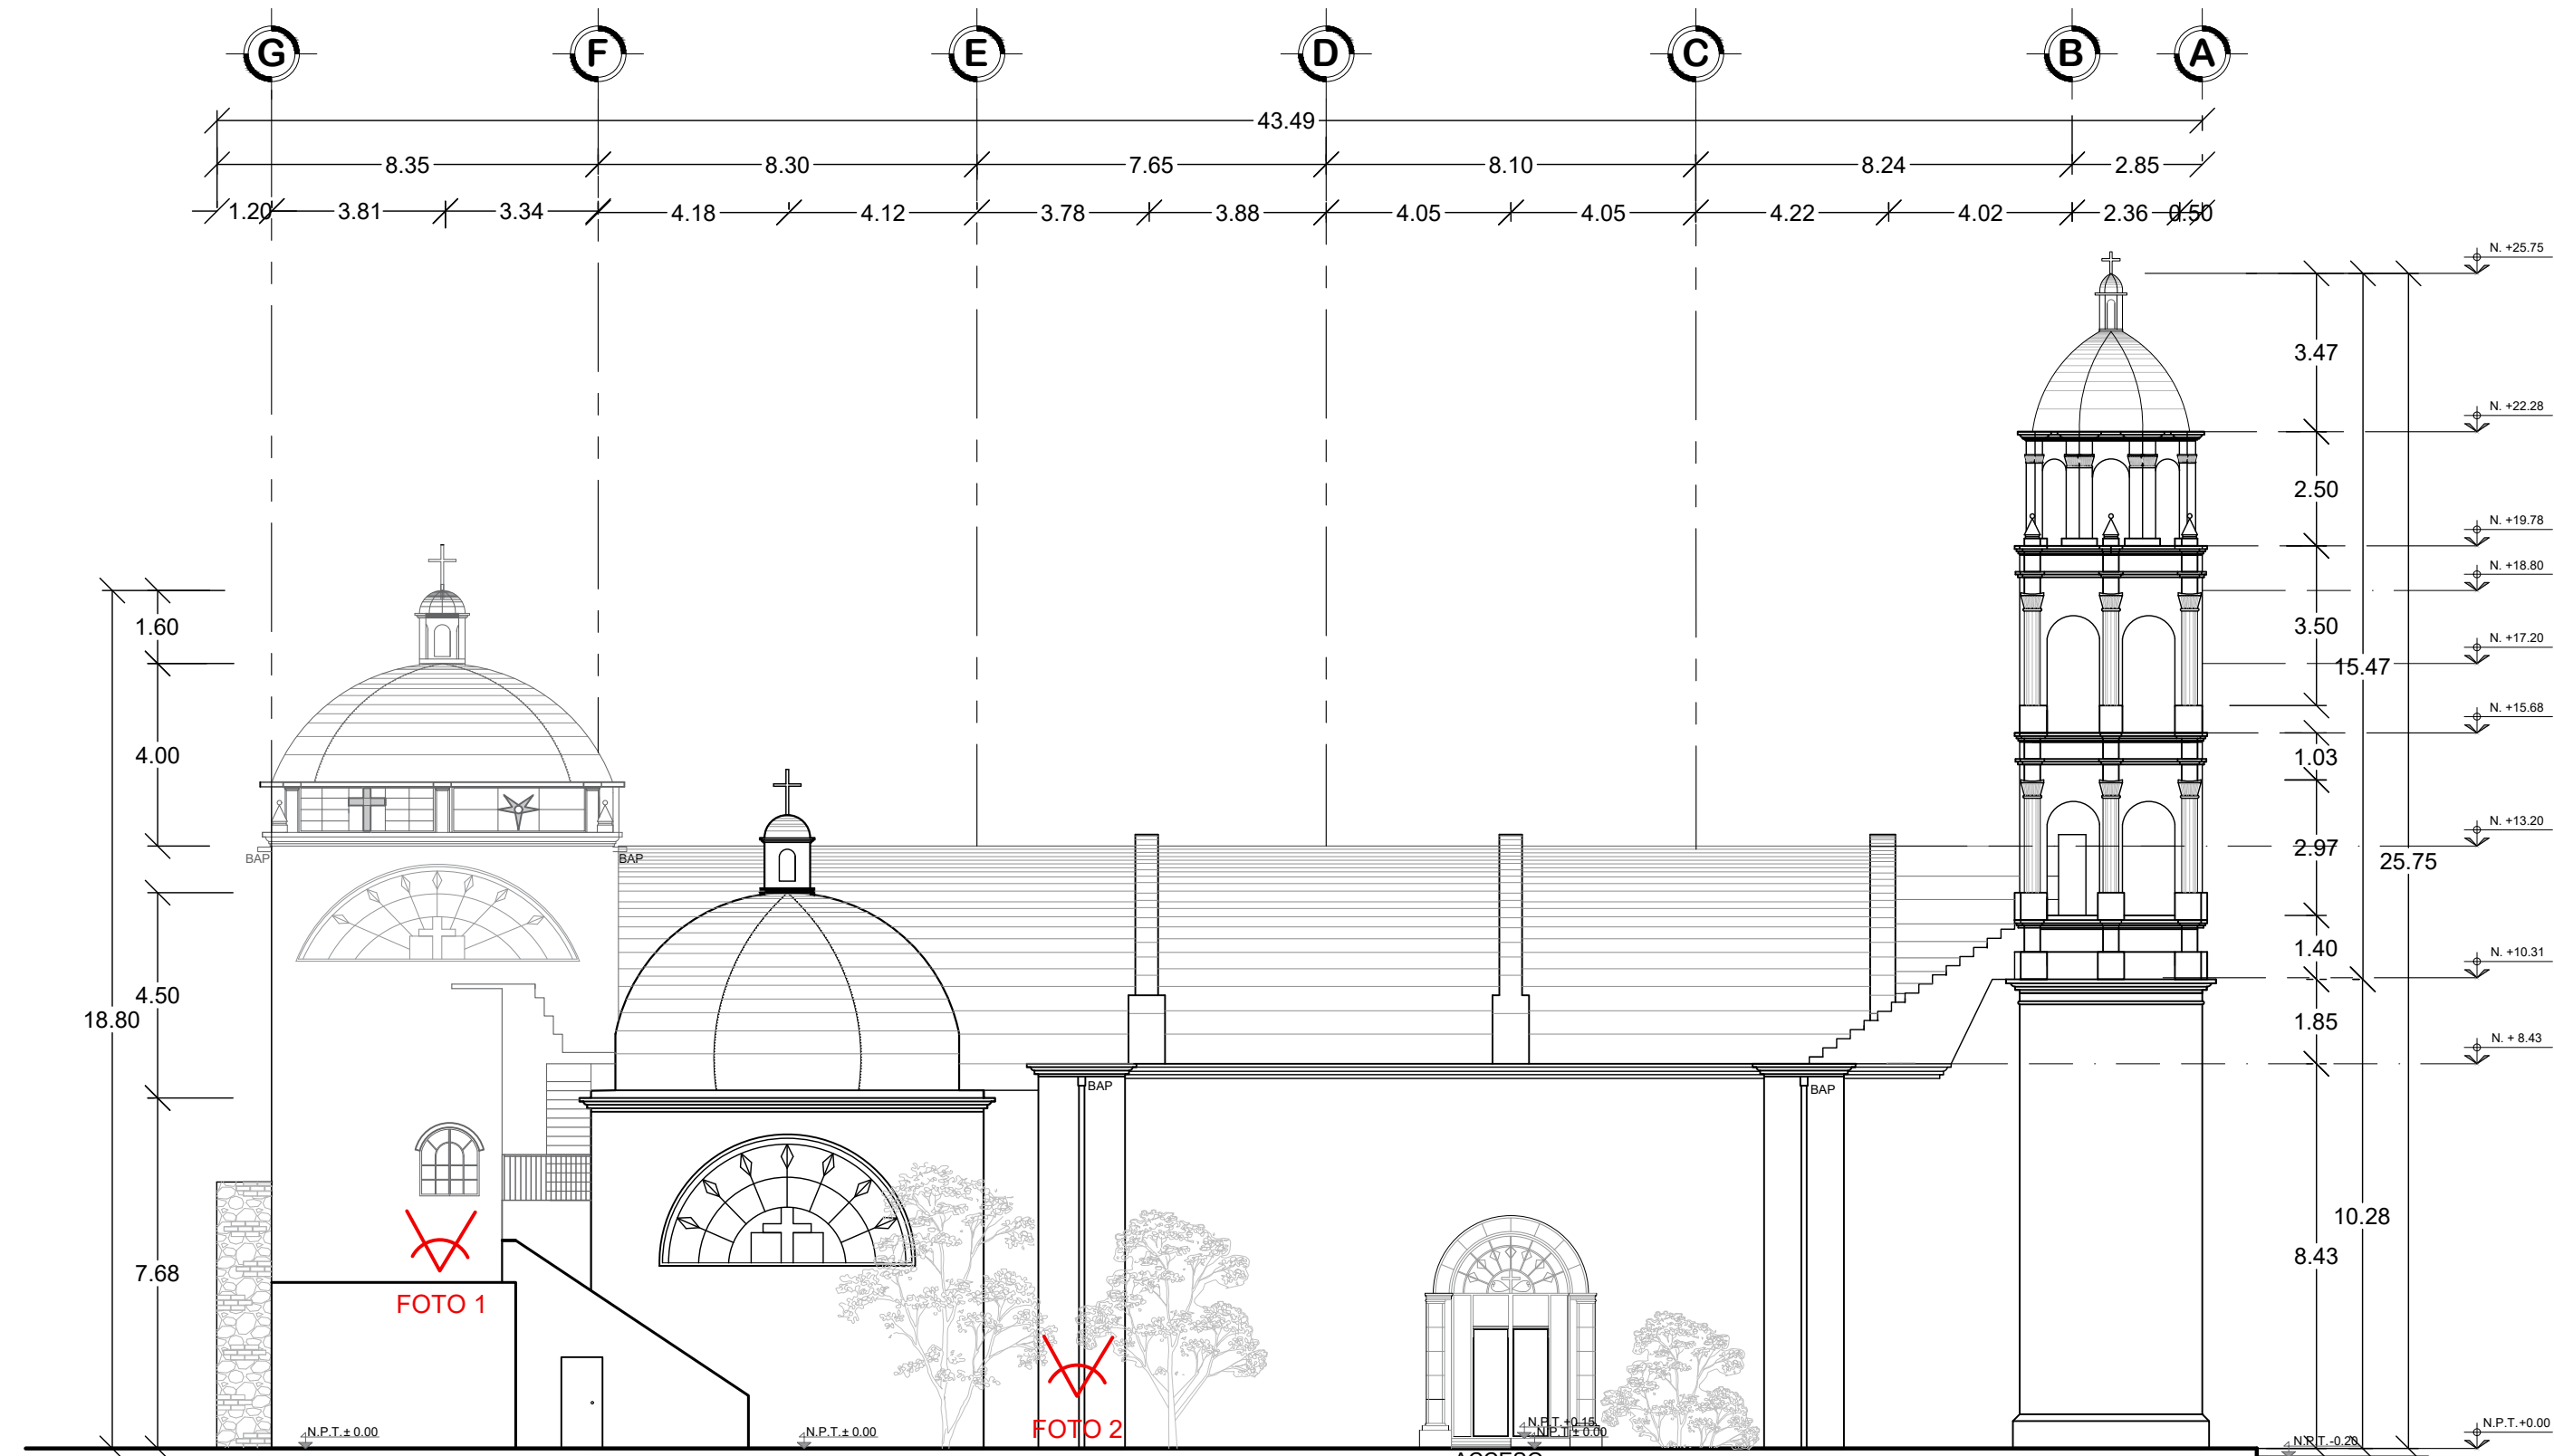 G F E D C B A
43.49
8.35 8.30 7.65 8.10 8.24 2.85
1.20 3.81 3.34 4.18 4.12 3.78 3.88 4.05 4.05 4.22 4.02 2.36 0.50
N. +25.75
3.47
N. +22.28
2.50
N. +19.78
N. +18.80
1.60
3.50
N. +17.20
15.47
N. +15.68
4.00
1.03
N. +13.20
2.97
BAP
BAP
25.75
1.40
N. +10.31
4.50
18.80
1.85
N. + 8.43
BAP
BAP
10.28
8.43
7.68
FOTO 1
FOTO 2
N.P.T.± 0.00
N.P.T.± 0.00
N.P.T. +0.15
N.P.T.± 0.00
N.P.T.+0.00
N.P.T.-0.20
ACCESO